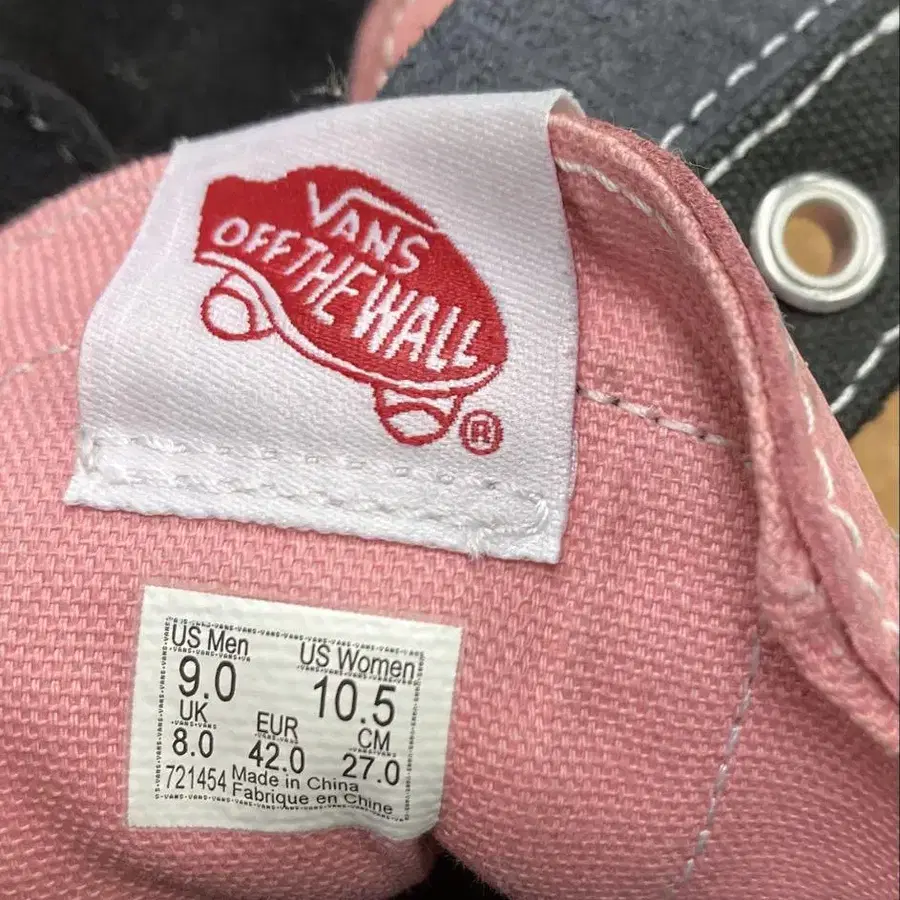 VANS
OFF THE WALL
®
US Men US Women
9.0 10.5
UK EUR CM
8.0 42.0 27.0
721454 Made in China
Fabrique en Chine